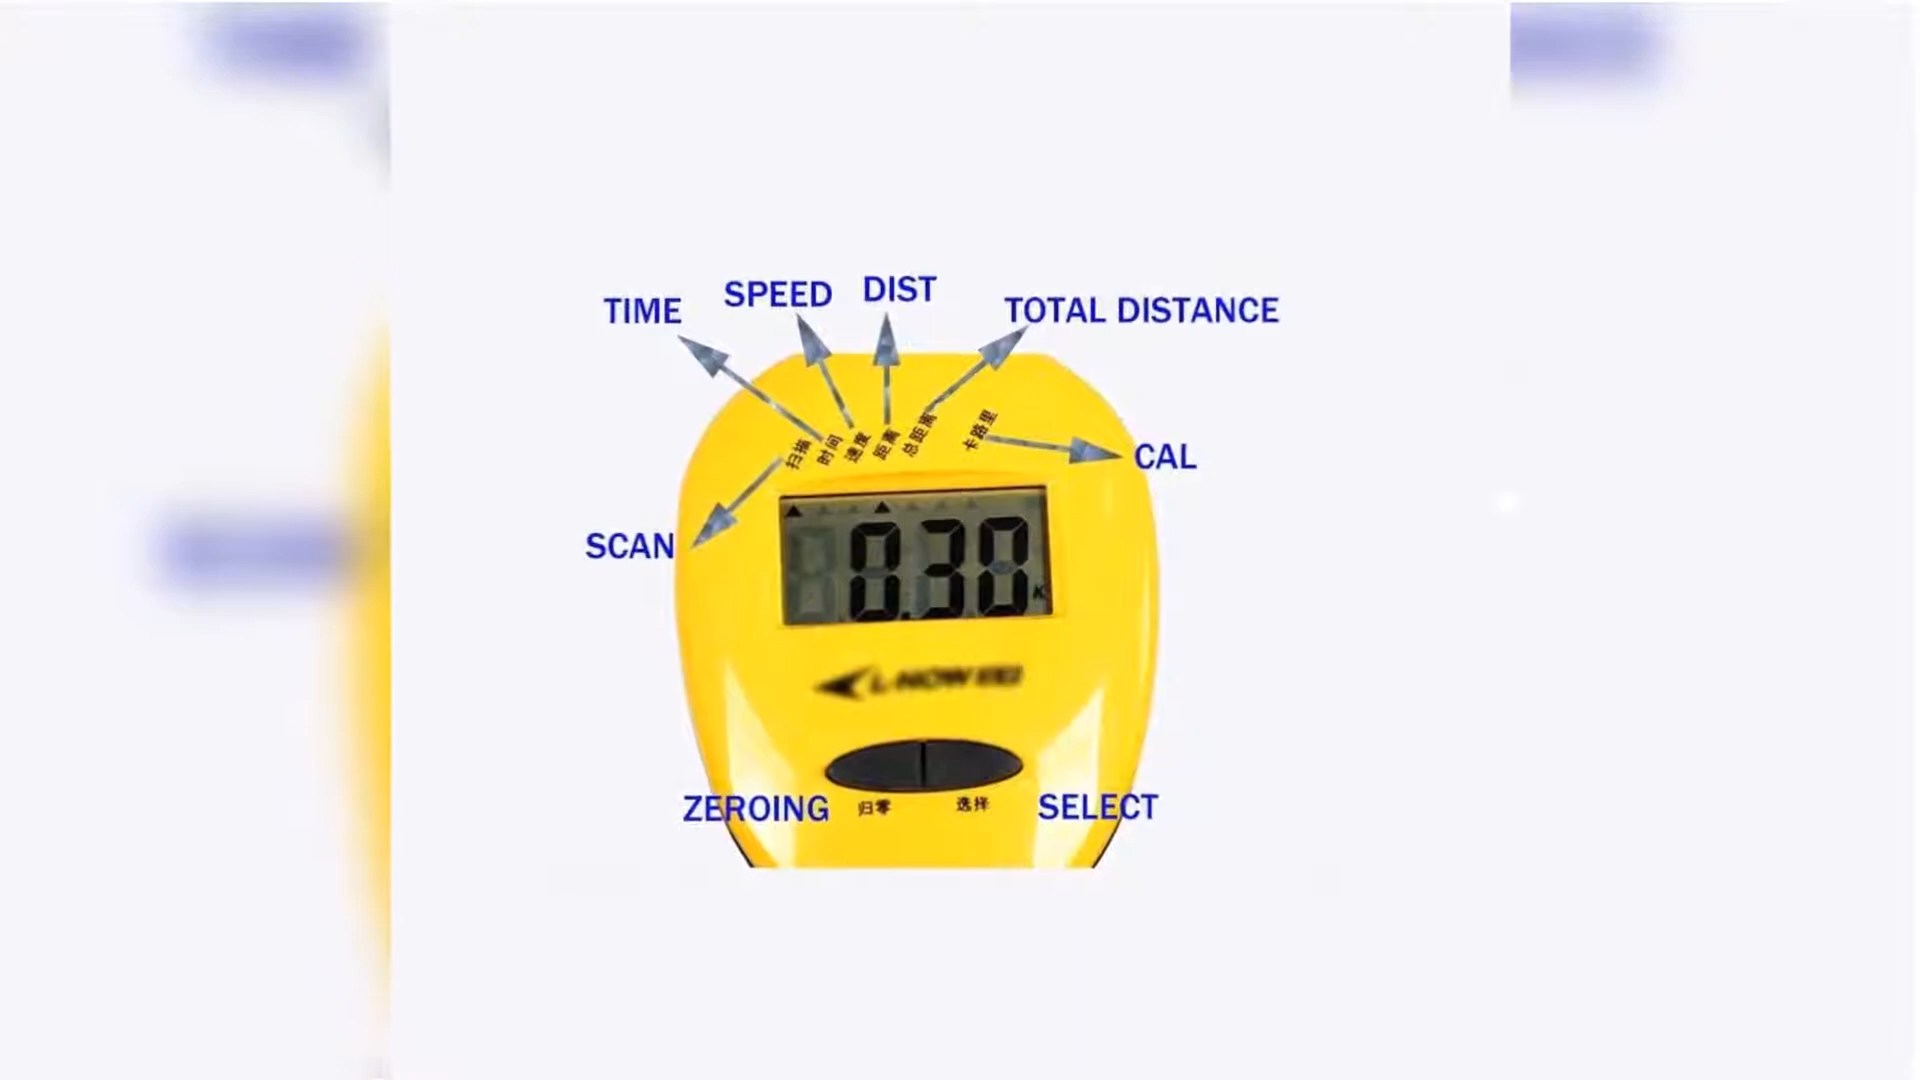 TIME
SPEED
DIST
TOTAL DISTANCE
扫描
时间
速度
距离
总距离
卡路里
CAL
SCAN
0.30
K
ZEROING
归零
选择
SELECT